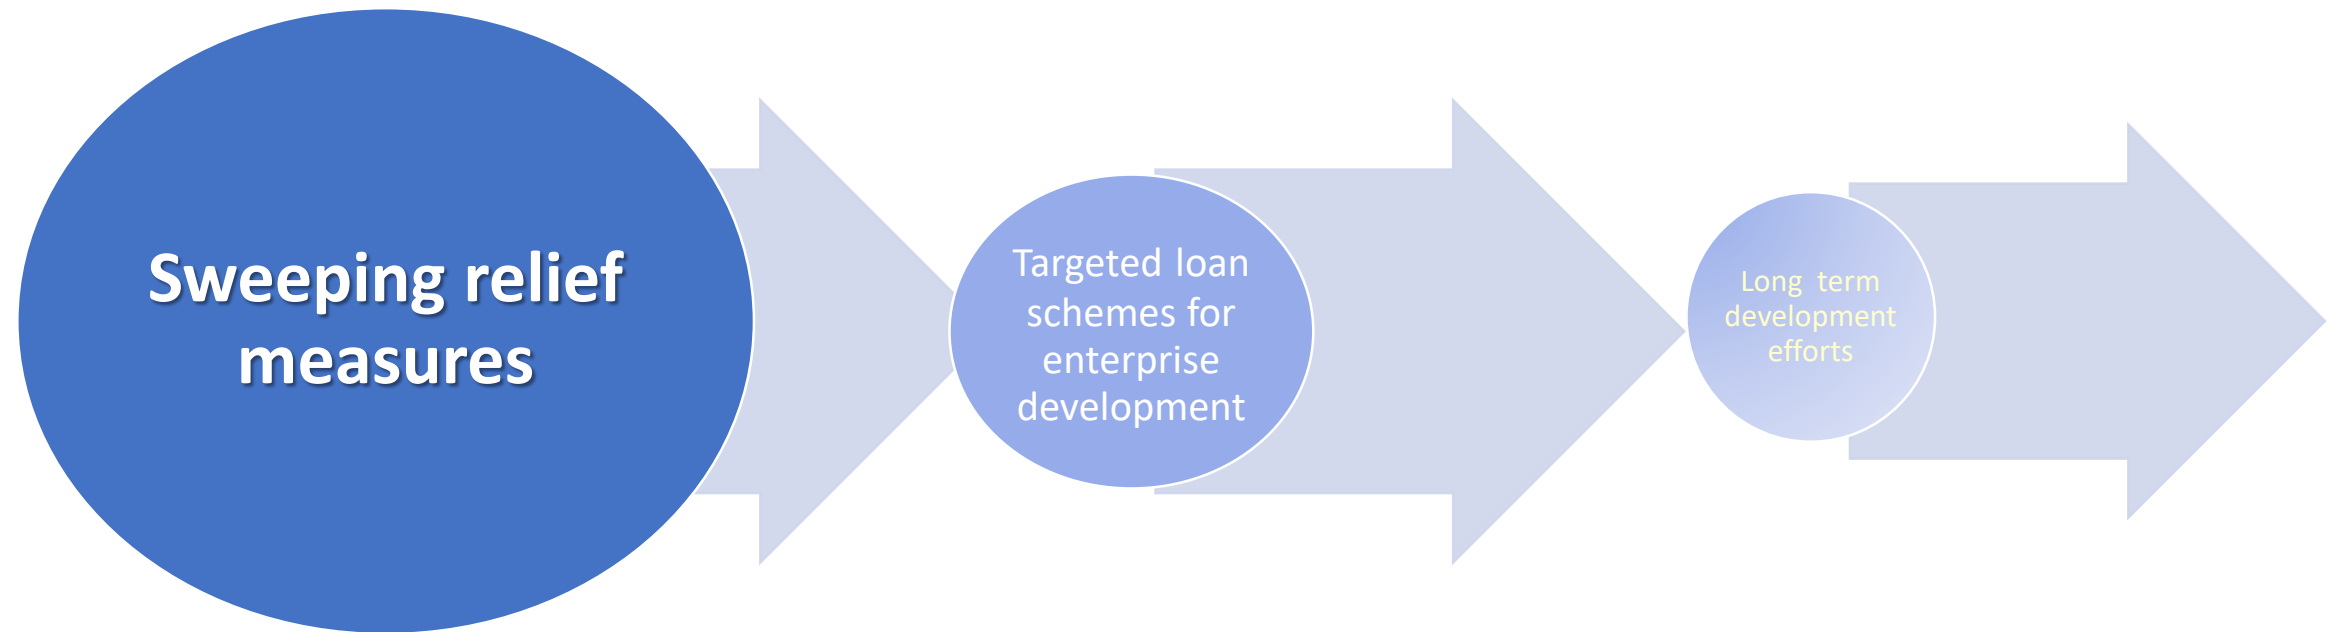 Sweeping relief
measures
Targeted loan
schemes for
enterprise
development
Long term
development
efforts